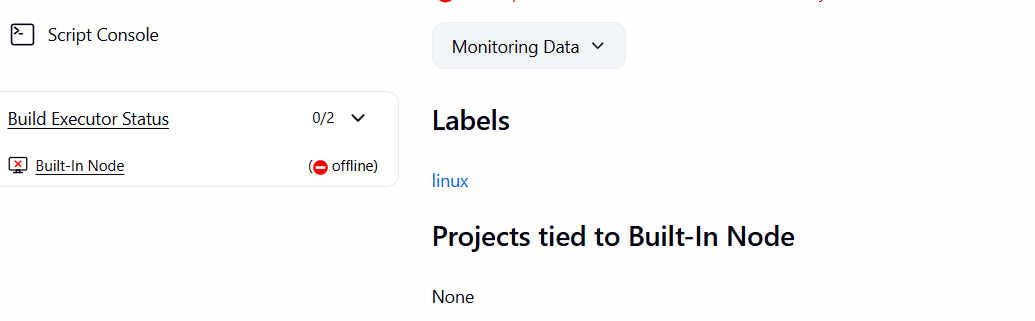 Script Console
Monitoring Data
Build Executor Status 0/2
Built-In Node (offline)
Labels
linux
Projects tied to Built-In Node
None